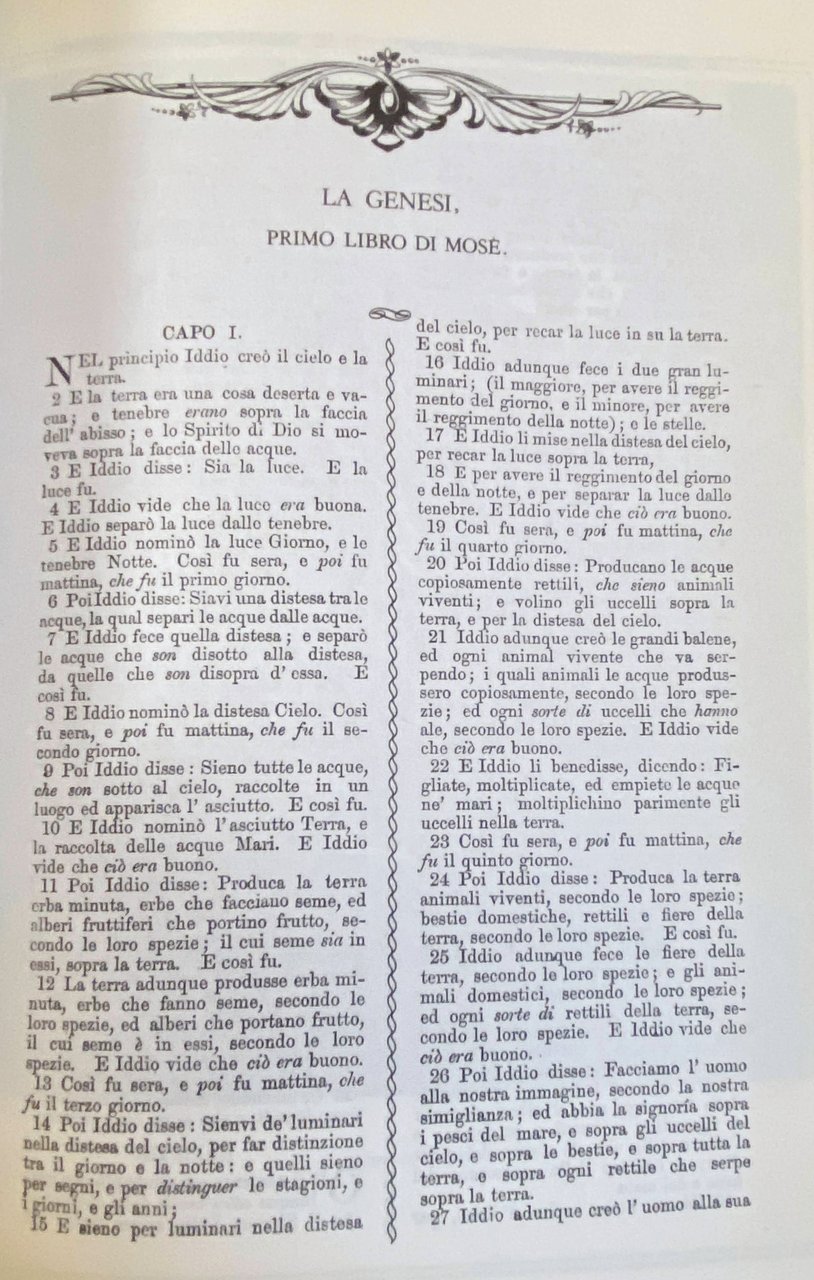 LA GENESI,
PRIMO LIBRO DI MOSÈ.
CAPO I.
NEL principio Iddio creò il cielo e la
terra.
2 E la terra era una cosa deserta e va-
cua; e tenebre erano sopra la faccia
dell' abisso; e lo Spirito di Dio si mo-
veva sopra la faccia delle acque.
3 E Iddio disse: Sia la luce. E la
luce fu.
4 E Iddio vide che la luce era buona.
E Iddio separò la luce dalle tenebre.
5 E Iddio nominò la luce Giorno, e le
tenebre Notte. Così fu sera, e poi fu
mattina, che fu il primo giorno.
6 Poi Iddio disse: Siavi una distesa tra le
acque, la qual separi le acque dalle acque.
7 E Iddio fece quella distesa; e separò
le acque che son disotto alla distesa,
da quelle che son disopra d' essa. E
così fu.
8 E Iddio nominò la distesa Cielo. Così
fu sera, e poi fu mattina, che fu il se-
condo giorno.
9 Poi Iddio disse: Sieno tutte le acque,
che son sotto al cielo, raccolte in un
luogo ed apparisca l' asciutto. E così fu.
10 E Iddio nominò l' asciutto Terra, e
la raccolta delle acque Mari. E Iddio
vide che ciò era buono.
11 Poi Iddio disse: Produca la terra
erba minuta, erbe che facciano seme, ed
alberi fruttiferi che portino frutto, se-
condo le loro spezie; il cui seme sia in
essi, sopra la terra. E così fu.
12 La terra adunque produsse erba mi-
nuta, erbe che fanno seme, secondo le
loro spezie, ed alberi che portano frutto,
il cui seme è in essi, secondo le loro
spezie. E Iddio vide che ciò era buono.
13 Così fu sera, e poi fu mattina, che
fu il terzo giorno.
14 Poi Iddio disse: Sienvi de' luminari
nella distesa del cielo, per far distinzione
tra il giorno e la notte: e quelli sieno
per segni, e per distinguer le stagioni, e
i giorni, e gli anni;
15 E sieno per luminari nella distesa
del cielo, per recar la luce in su la terra.
E così fu.
16 Iddio adunque fece i due gran lu-
minari; (il maggiore, per avere il reggi-
mento del giorno, e il minore, per avere
il reggimento della notte); e le stelle.
17 E Iddio li mise nella distesa del cielo,
per recar la luce sopra la terra,
18 E per avere il reggimento del giorno
e della notte, e per separar la luce dalle
tenebre. E Iddio vide che ciò era buono.
19 Così fu sera, e poi fu mattina, che
fu il quarto giorno.
20 Poi Iddio disse: Producano le acque
copiosamente rettili, che sieno animali
viventi; e volino gli uccelli sopra la
terra, e per la distesa del cielo.
21 Iddio adunque creò le grandi balene,
ed ogni animal vivente che va ser-
pendo; i quali animali le acque produs-
sero copiosamente, secondo le loro spe-
zie; ed ogni sorte di uccelli che hanno
ale, secondo le loro spezie. E Iddio vide
che ciò era buono.
22 E Iddio li benedisse, dicendo: Fi-
gliate, moltiplicate, ed empiete le acque
ne' mari; moltiplichino parimente gli
uccelli nella terra.
23 Così fu sera, e poi fu mattina, che
fu il quinto giorno.
24 Poi Iddio disse: Produca la terra
animali viventi, secondo le loro spezie;
bestie domestiche, rettili e fiere della
terra, secondo le loro spezie. E così fu.
25 Iddio adunque fece le fiere della
terra, secondo le loro spezie; e gli ani-
mali domestici, secondo le loro spezie;
ed ogni sorte di rettili della terra, se-
condo le loro spezie. E Iddio vide che
ciò era buono.
26 Poi Iddio disse: Facciamo l' uomo
alla nostra immagine, secondo la nostra
simiglianza; ed abbia la signoría sopra
i pesci del mare, e sopra gli uccelli del
cielo, e sopra le bestie, e sopra tutta la
terra, e sopra ogni rettile che serpe
sopra la terra.
27 Iddio adunque creò l' uomo alla sua